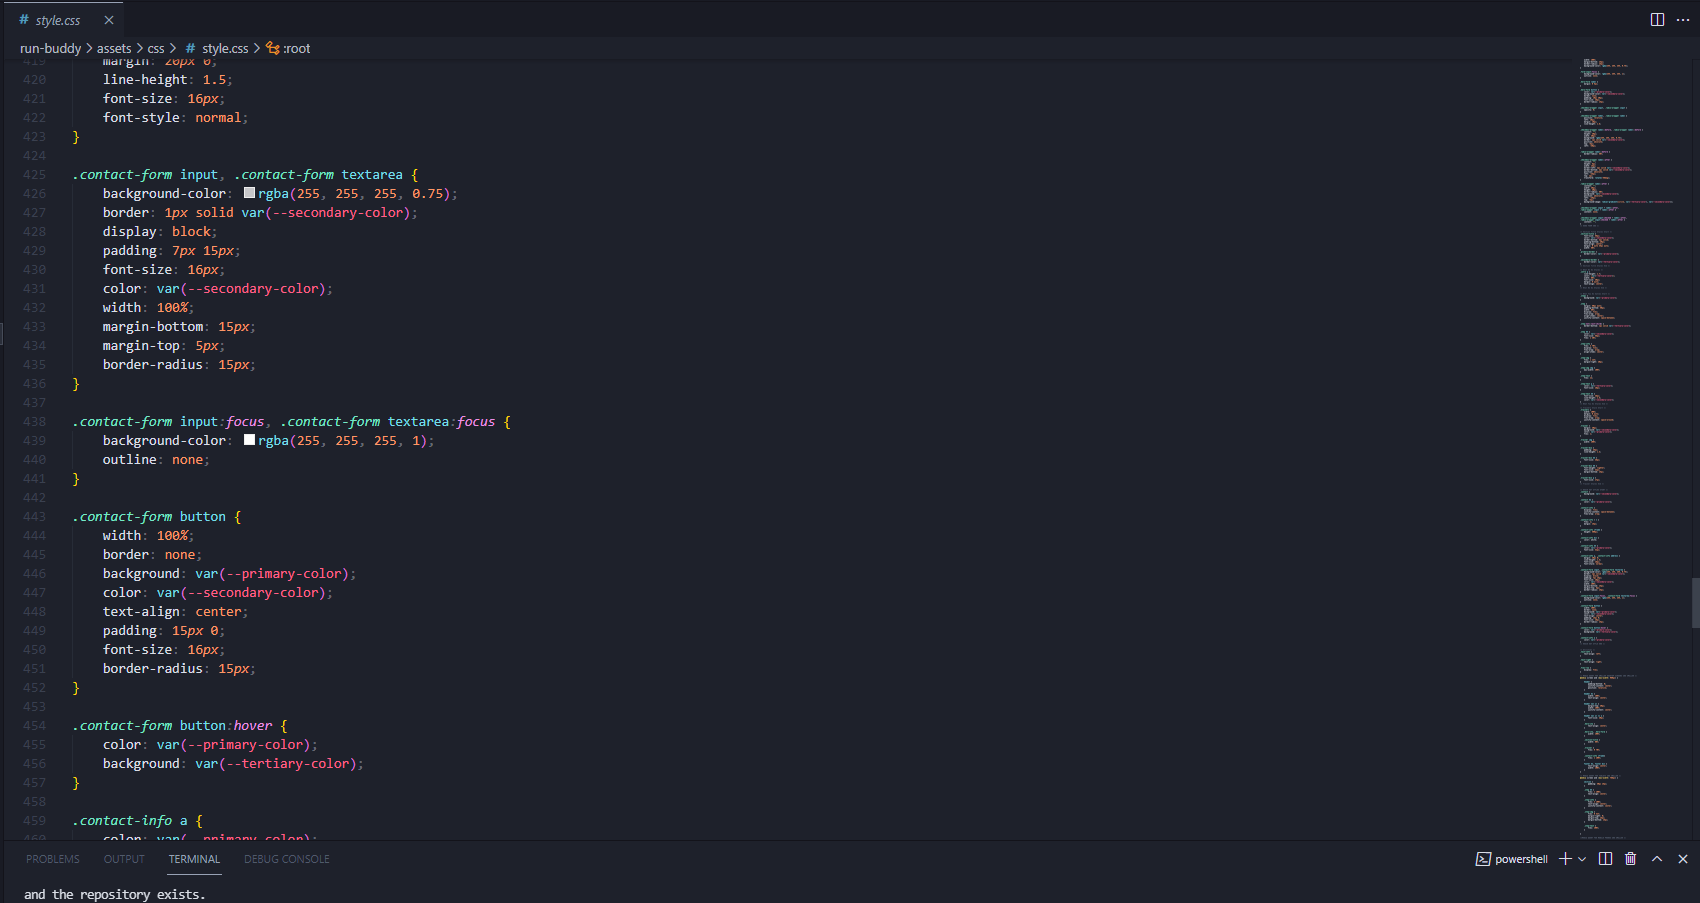 # style.css ×
run-buddy > assets > css > # style.css > :root
419 margin: 20px 0;
420 line-height: 1.5;
421 font-size: 16px;
422 font-style: normal;
423 }
424
425 .contact-form input, .contact-form textarea {
426 background-color: rgba(255, 255, 255, 0.75);
427 border: 1px solid var(--secondary-color);
428 display: block;
429 padding: 7px 15px;
430 font-size: 16px;
431 color: var(--secondary-color);
432 width: 100%;
433 margin-bottom: 15px;
434 margin-top: 5px;
435 border-radius: 15px;
436 }
437
438 .contact-form input:focus, .contact-form textarea:focus {
439 background-color: rgba(255, 255, 255, 1);
440 outline: none;
441 }
442
443 .contact-form button {
444 width: 100%;
445 border: none;
446 background: var(--primary-color);
447 color: var(--secondary-color);
448 text-align: center;
449 padding: 15px 0;
450 font-size: 16px;
451 border-radius: 15px;
452 }
453
454 .contact-form button:hover {
455 color: var(--primary-color);
456 background: var(--tertiary-color);
457 }
458
459 .contact-info a {
460 color: var(--primary-color);
PROBLEMS OUTPUT TERMINAL DEBUG CONSOLE powershell
and the repository exists.